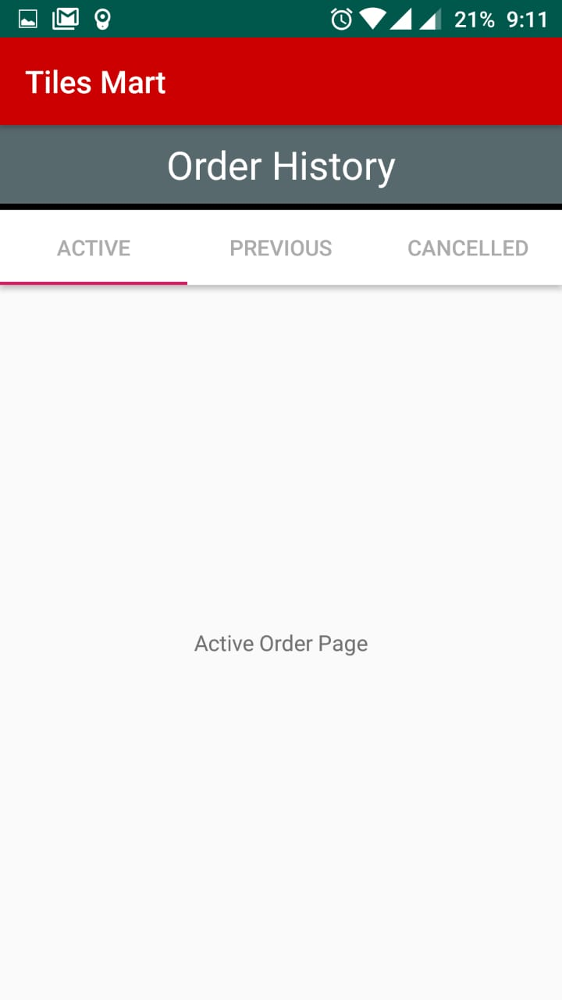 21% 9:11
Tiles Mart
Order History
ACTIVE PREVIOUS CANCELLED
Active Order Page